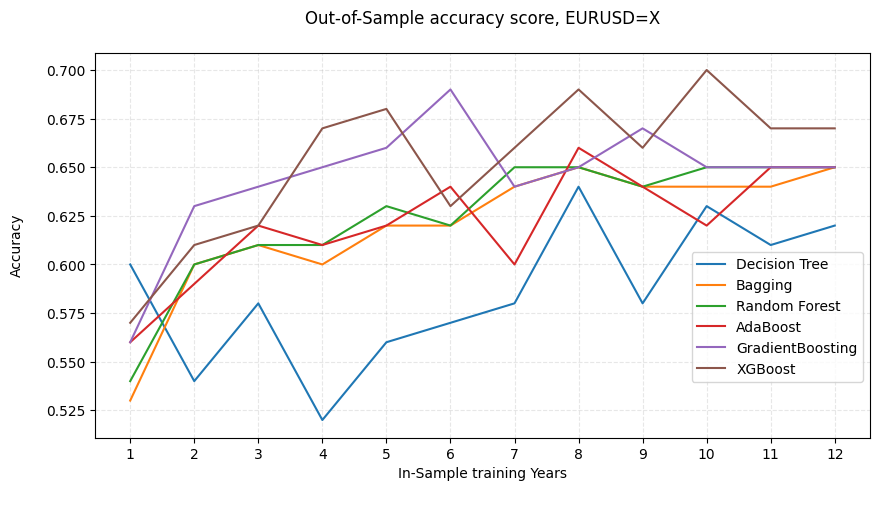 Out-of-Sample accuracy score, EURUSD=X
0.700
0.675
0.650
0.625
0.600
0.575
0.550
0.525
Accuracy
Decision Tree
Bagging
Random Forest
AdaBoost
GradientBoosting
XGBoost
1 2 3 4 5 6 7 8 9 10 11 12
In-Sample training Years